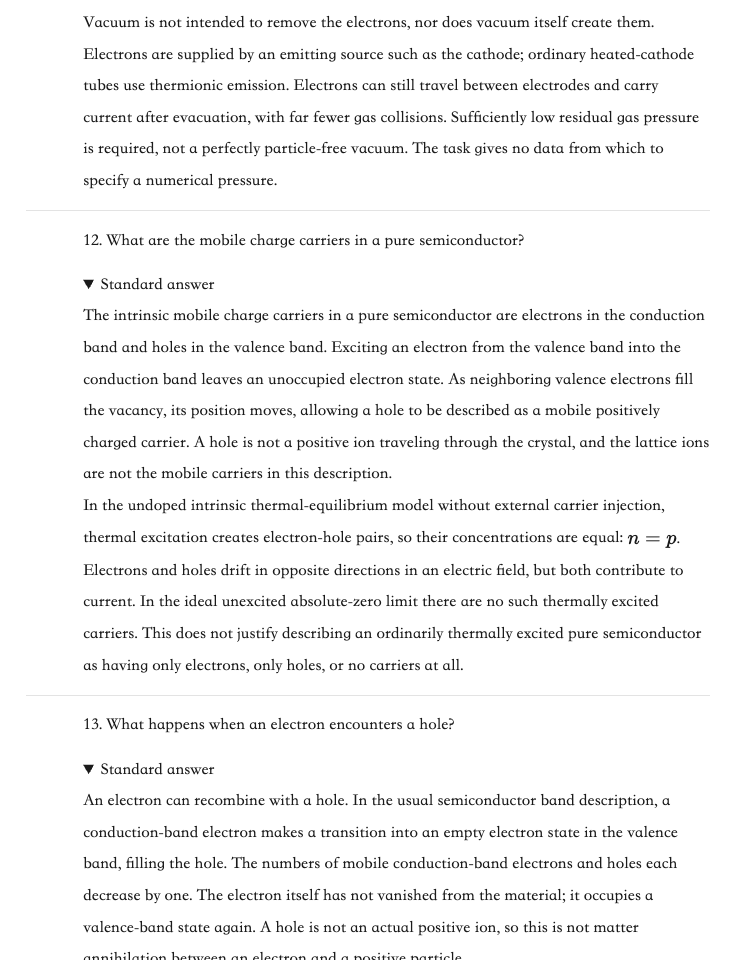 Vacuum is not intended to remove the electrons, nor does vacuum itself create them.
Electrons are supplied by an emitting source such as the cathode; ordinary heated-cathode
tubes use thermionic emission. Electrons can still travel between electrodes and carry
current after evacuation, with far fewer gas collisions. Sufficiently low residual gas pressure
is required, not a perfectly particle-free vacuum. The task gives no data from which to
specify a numerical pressure.
12. What are the mobile charge carriers in a pure semiconductor?
▼ Standard answer
The intrinsic mobile charge carriers in a pure semiconductor are electrons in the conduction
band and holes in the valence band. Exciting an electron from the valence band into the
conduction band leaves an unoccupied electron state. As neighboring valence electrons fill
the vacancy, its position moves, allowing a hole to be described as a mobile positively
charged carrier. A hole is not a positive ion traveling through the crystal, and the lattice ions
are not the mobile carriers in this description.
In the undoped intrinsic thermal-equilibrium model without external carrier injection,
thermal excitation creates electron-hole pairs, so their concentrations are equal: n = p.
Electrons and holes drift in opposite directions in an electric field, but both contribute to
current. In the ideal unexcited absolute-zero limit there are no such thermally excited
carriers. This does not justify describing an ordinarily thermally excited pure semiconductor
as having only electrons, only holes, or no carriers at all.
13. What happens when an electron encounters a hole?
▼ Standard answer
An electron can recombine with a hole. In the usual semiconductor band description, a
conduction-band electron makes a transition into an empty electron state in the valence
band, filling the hole. The numbers of mobile conduction-band electrons and holes each
decrease by one. The electron itself has not vanished from the material; it occupies a
valence-band state again. A hole is not an actual positive ion, so this is not matter
annihilation between an electron and a positive particle.